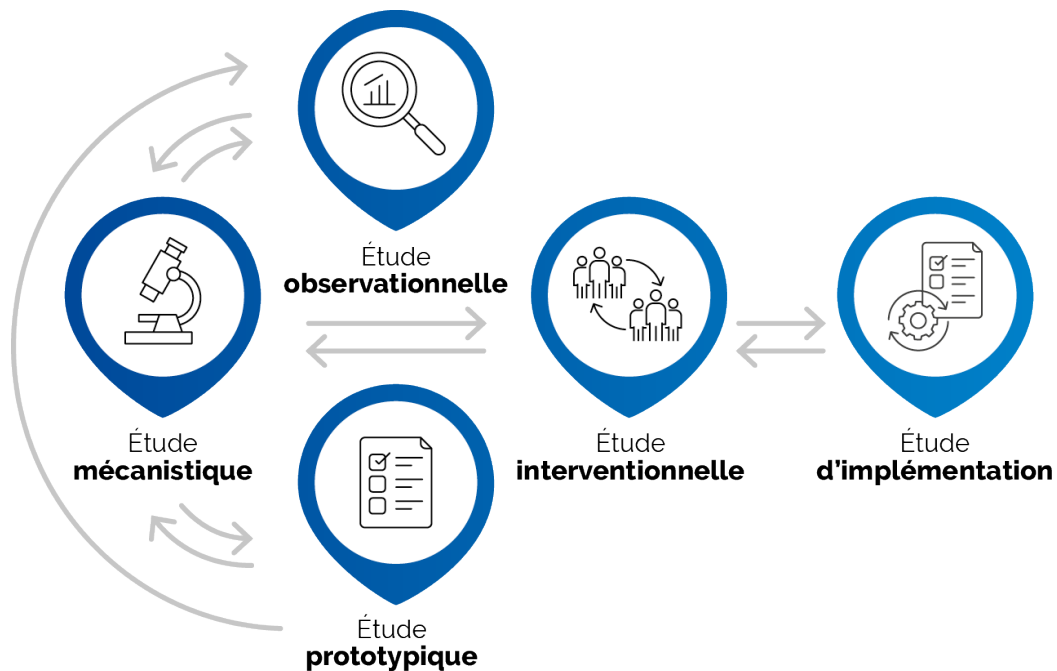 Étude
observationnelle
Étude
mécanistique
Étude
interventionnelle
Étude
d'implémentation
Étude
prototypique